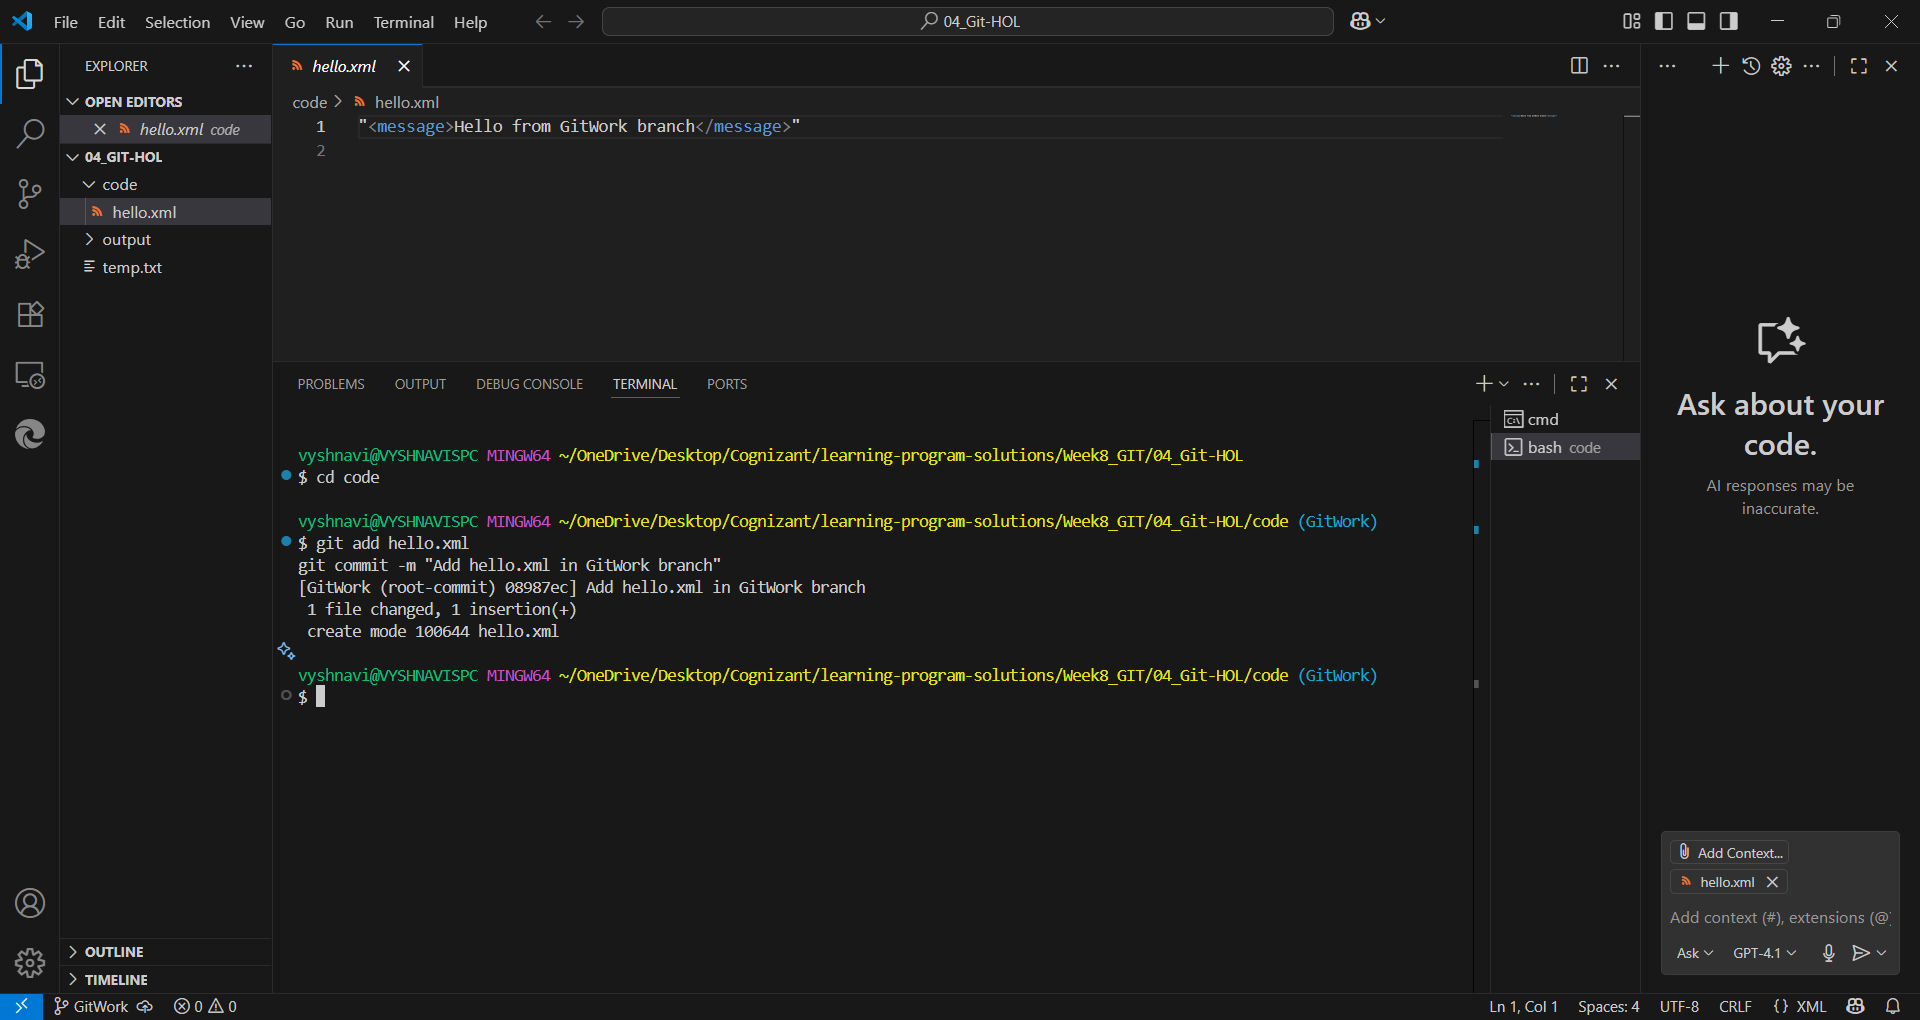 File Edit Selection View Go Run Terminal Help
04_Git-HOL
EXPLORER
OPEN EDITORS
hello.xml code
04_GIT-HOL
code
hello.xml
output
temp.txt
OUTLINE
TIMELINE
hello.xml
code > hello.xml
1 "<message>Hello from GitWork branch</message>"
2
PROBLEMS OUTPUT DEBUG CONSOLE TERMINAL PORTS
vyshnavi@VYSHNAVISPC MINGW64 ~/OneDrive/Desktop/Cognizant/learning-program-solutions/Week8_GIT/04_Git-HOL
$ cd code
vyshnavi@VYSHNAVISPC MINGW64 ~/OneDrive/Desktop/Cognizant/learning-program-solutions/Week8_GIT/04_Git-HOL/code (GitWork)
$ git add hello.xml
git commit -m "Add hello.xml in GitWork branch"
[GitWork (root-commit) 08987ec] Add hello.xml in GitWork branch
1 file changed, 1 insertion(+)
create mode 100644 hello.xml
vyshnavi@VYSHNAVISPC MINGW64 ~/OneDrive/Desktop/Cognizant/learning-program-solutions/Week8_GIT/04_Git-HOL/code (GitWork)
$
cmd
bash code
Ask about your
code.
AI responses may be
inaccurate.
Add Context...
hello.xml
Add context (#), extensions (@
Ask GPT-4.1
GitWork 0 0 Ln 1, Col 1 Spaces: 4 UTF-8 CRLF {} XML